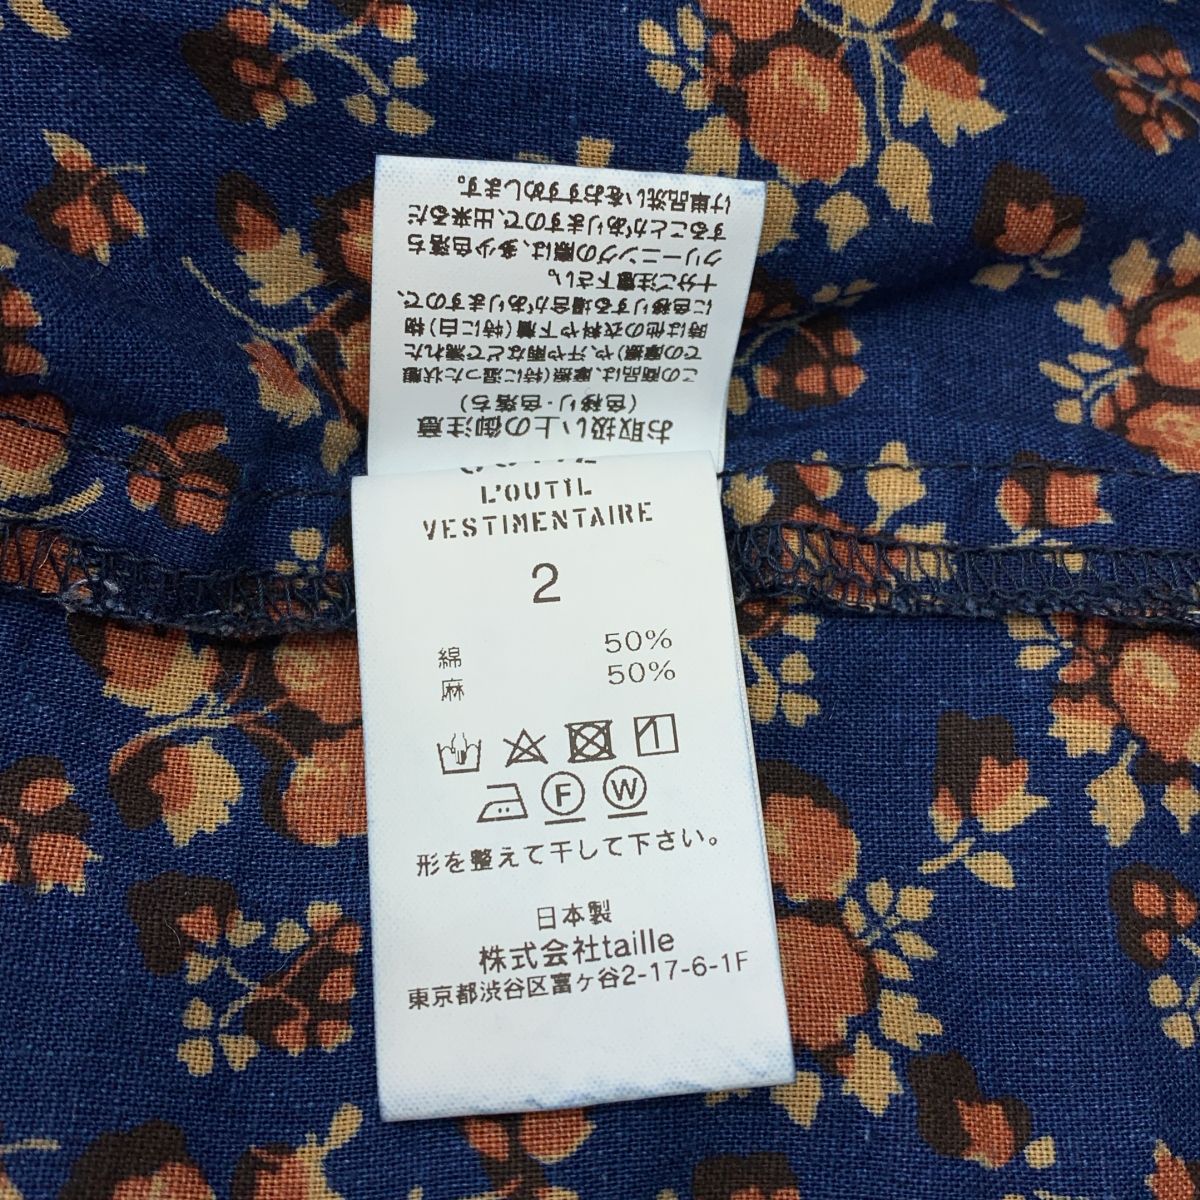 お取扱い上の御注意
(色移り・色落ち)
この商品は、摩擦(特に湿った状態
での摩擦)や、汗や雨などで濡れた
時は他の衣料や下着(特に白)物
に色移りする場合がありますので、
十分ご注意下さい。
クリーニングの際は、多少色落ち
することがありますので、出来るだ
け単品洗いをおすすめします。
L'OUTIL
VESTIMENTAIRE
2
綿 50%
麻 50%
F W
形を整えて干して下さい。
日本製
株式会社taille
東京都渋谷区富ヶ谷2-17-6-1F